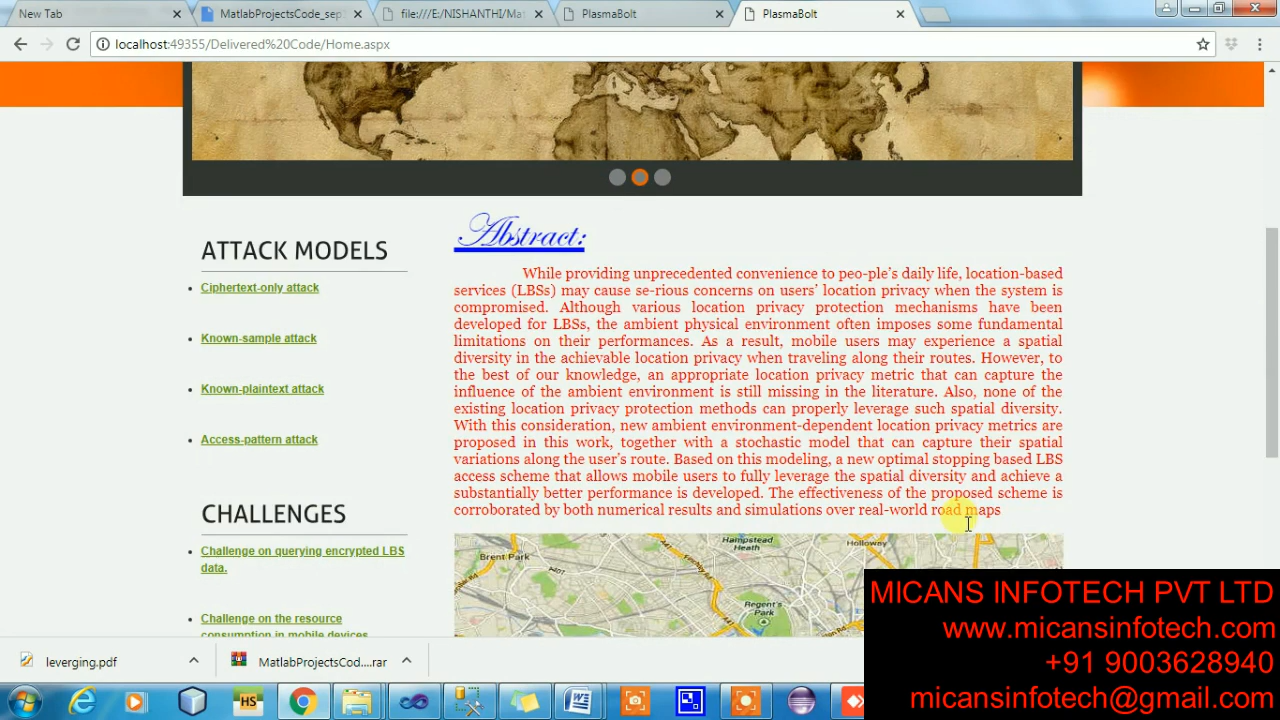 New Tab
MatlabProjectsCode_sep
file:///E:/NISHANTHI/Mat
PlasmaBolt
PlasmaBolt
localhost:49355/Delivered%20Code/Home.aspx
Abstract:
ATTACK MODELS
Ciphertext-only attack
Known-sample attack
Known-plaintext attack
Access-pattern attack
CHALLENGES
Challenge on querying encrypted LBS
data.
Challenge on the resource
consumption in mobile devices
While providing unprecedented convenience to peo-ple's daily life, location-based
services (LBSs) may cause se-rious concerns on users' location privacy when the system is
compromised. Although various location privacy protection mechanisms have been
developed for LBSs, the ambient physical environment often imposes some fundamental
limitations on their performances. As a result, mobile users may experience a spatial
diversity in the achievable location privacy when traveling along their routes. However, to
the best of our knowledge, an appropriate location privacy metric that can capture the
influence of the ambient environment is still missing in the literature. Also, none of the
existing location privacy protection methods can properly leverage such spatial diversity.
With this consideration, new ambient environment-dependent location privacy metrics are
proposed in this work, together with a stochastic model that can capture their spatial
variations along the user's route. Based on this modeling, a new optimal stopping based LBS
access scheme that allows mobile users to fully leverage the spatial diversity and achieve a
substantially better performance is developed. The effectiveness of the proposed scheme is
corroborated by both numerical results and simulations over real-world road maps
Brent Park
Hampstead
Heath
Holloway
Finchley Rd A41
Regent's
Park
MICANS INFOTECH PVT LTD
www.micansinfotech.com
+91 9003628940
micansinfotech@gmail.com
leverging.pdf
MatlabProjectsCod....rar
HS